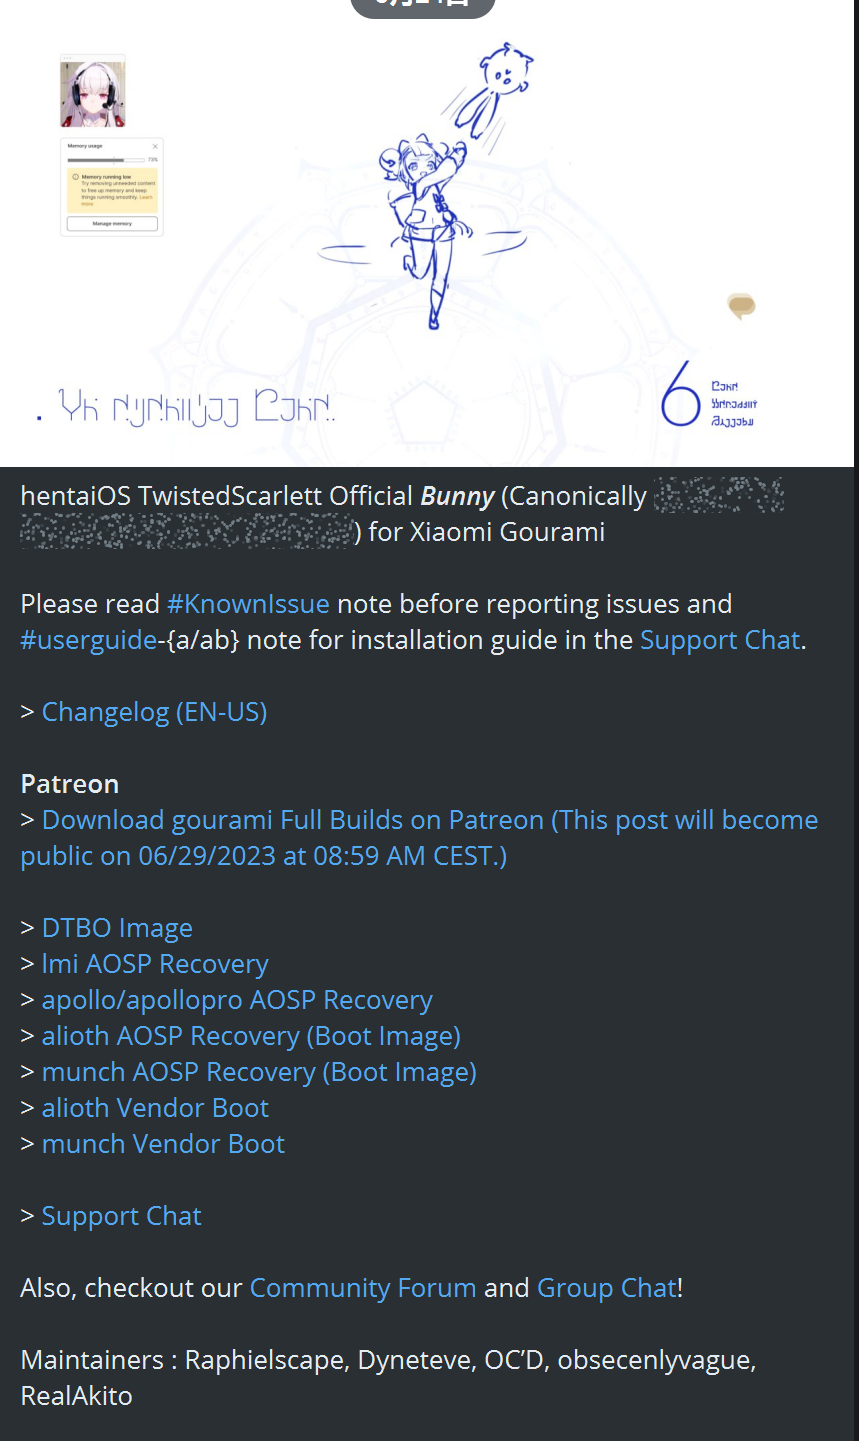 Memory usage
73%
Memory running low
Try removing unneeded content
to free up memory and keep
things running smoothly. Learn
more
Manage memory
6
hentaiOS TwistedScarlett Official Bunny (Canonically
) for Xiaomi Gourami
Please read #KnownIssue note before reporting issues and
#userguide-{a/ab} note for installation guide in the Support Chat.
> Changelog (EN-US)
Patreon
> Download gourami Full Builds on Patreon (This post will become
public on 06/29/2023 at 08:59 AM CEST.)
> DTBO Image
> lmi AOSP Recovery
> apollo/apollopro AOSP Recovery
> alioth AOSP Recovery (Boot Image)
> munch AOSP Recovery (Boot Image)
> alioth Vendor Boot
> munch Vendor Boot
> Support Chat
Also, checkout our Community Forum and Group Chat!
Maintainers : Raphielscape, Dyneteve, OC’D, obsecenlyvague,
RealAkito